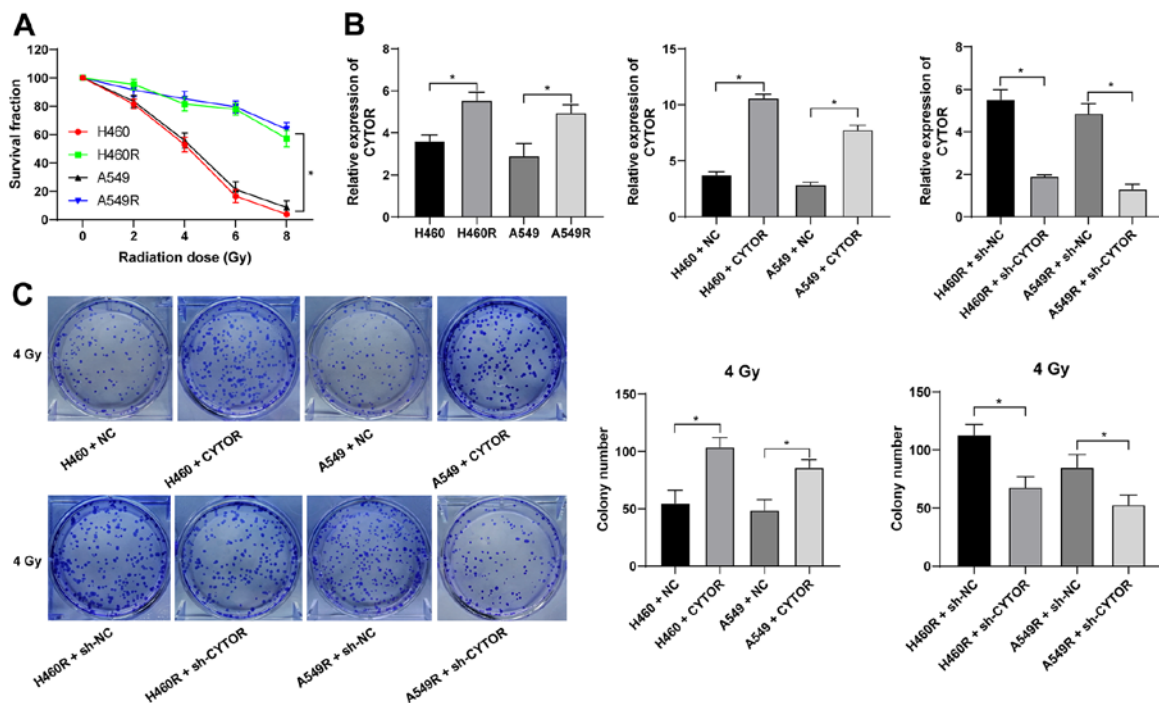 A
Survival fraction
120
100
80
60
40
20
0
0 2 4 6 8
Radiation dose (Gy)
H460
H460R
A549
A549R
*
B
Relative expression of
CYTOR
6
4
2
0
* *
H460 H460R A549 A549R
Relative expression of
CYTOR
15
10
5
0
* *
H460 + NC
H460 + CYTOR
A549 + NC
A549 + CYTOR
Relative expression of
CYTOR
8
6
4
2
0
* *
H460R + sh-NC
H460R + sh-CYTOR
A549R + sh-NC
A549R + sh-CYTOR
C
4 Gy
H460 + NC
H460 + CYTOR
A549 + NC
A549 + CYTOR
4 Gy
H460R + sh-NC
H460R + sh-CYTOR
A549R + sh-NC
A549R + sh-CYTOR
4 Gy
Colony number
150
100
50
0
* *
H460 + NC
H460 + CYTOR
A549 + NC
A549 + CYTOR
4 Gy
Colony number
150
100
50
0
* *
H460R + sh-NC
H460R + sh-CYTOR
A549R + sh-NC
A549R + sh-CYTOR